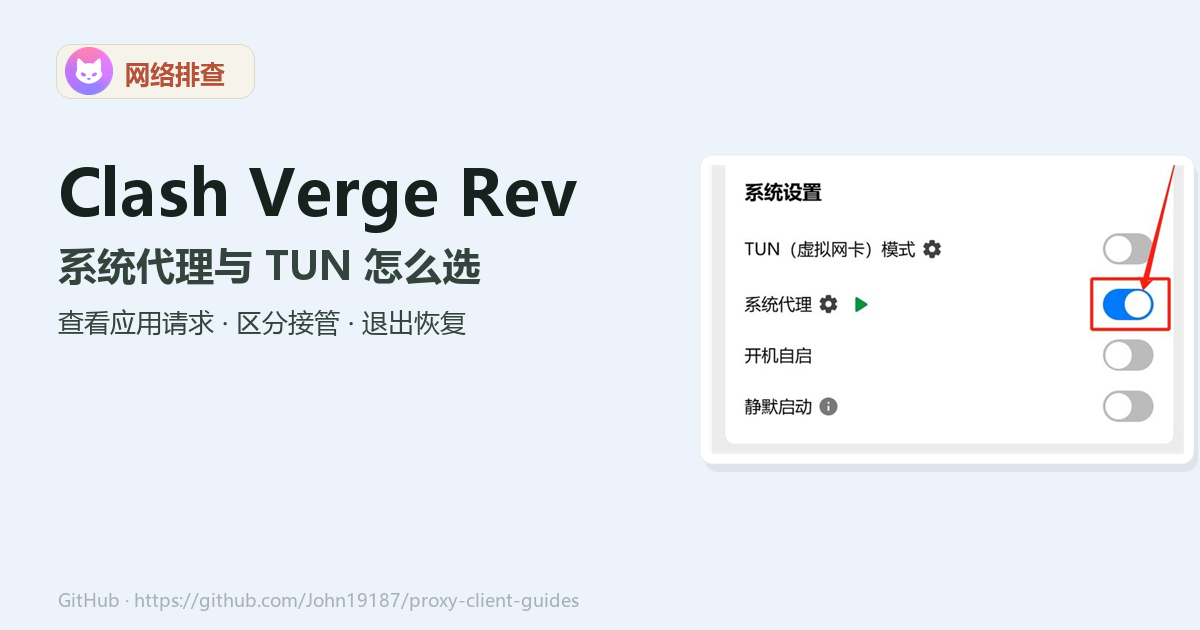 网络排查
Clash Verge Rev
系统代理与 TUN 怎么选
查看应用请求 · 区分接管 · 退出恢复
系统设置
TUN（虚拟网卡）模式
系统代理
开机自启
静默启动
GitHub · https://github.com/John19187/proxy-client-guides